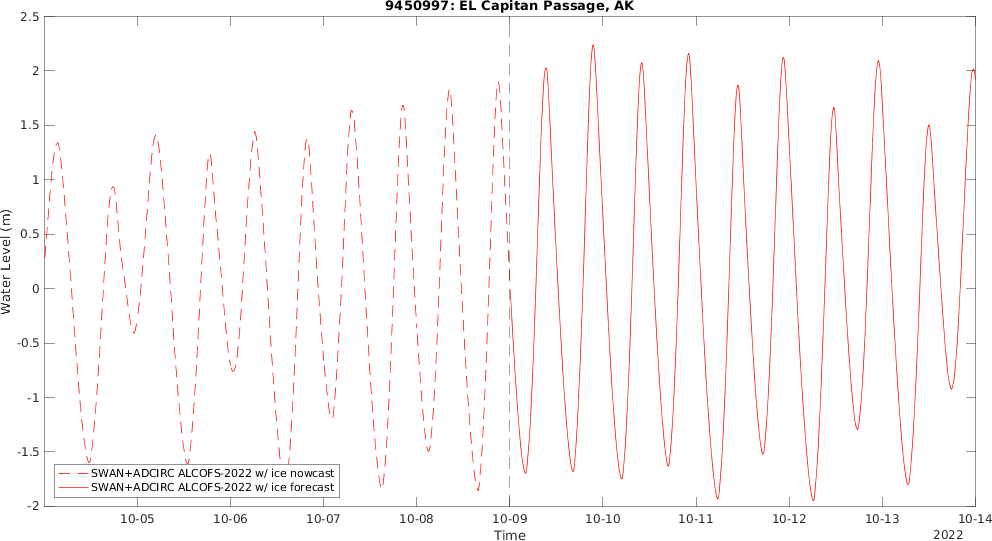 9450997: EL Capitan Passage, AK
2.5
2
1.5
1
0.5
0
-0.5
-1
-1.5
-2
Water Level (m)
SWAN+ADCIRC ALCOFS-2022 w/ ice nowcast
SWAN+ADCIRC ALCOFS-2022 w/ ice forecast
10-05 10-06 10-07 10-08 10-09 10-10 10-11 10-12 10-13 10-14
Time
2022